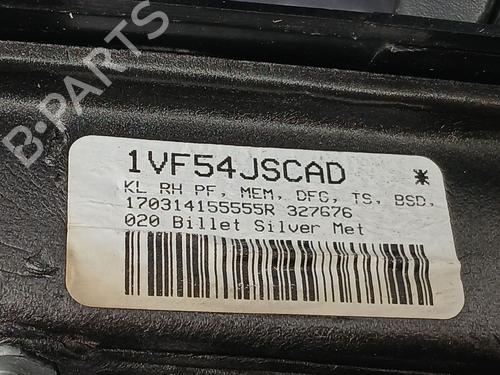 B-PARTS
1VF54JSCAD *
KL RH PF, MEM, DFG, TS, BSD,
170314155555R 327676
020 Billet Silver Met